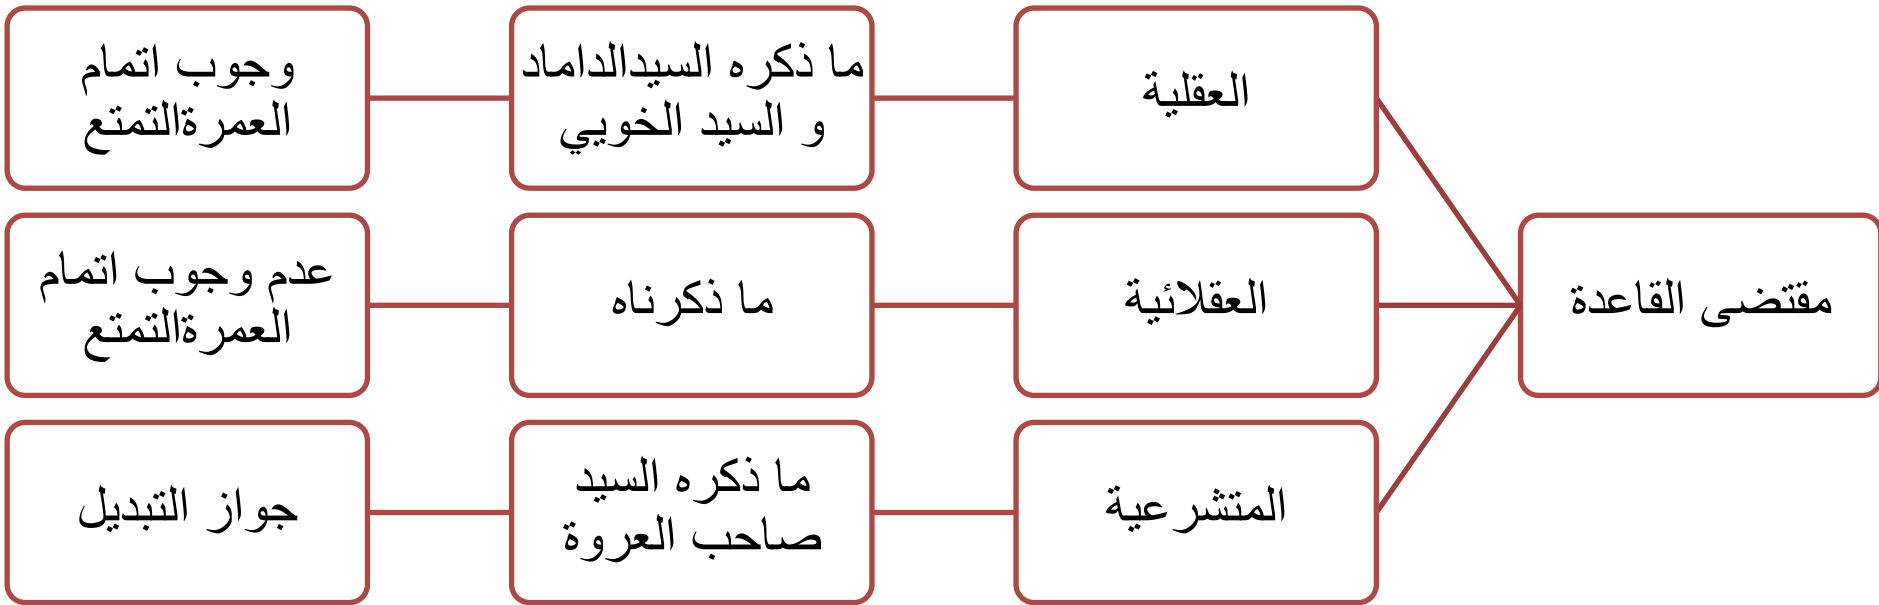 مقتضى القاعدة
العقلية
ما ذكره السيدالداماد
و السيد الخويي
وجوب اتمام
العمرةالتمتع
العقلائية
ما ذكرناه
عدم وجوب اتمام
العمرةالتمتع
المتشرعية
ما ذكره السيد
صاحب العروة
جواز التبديل